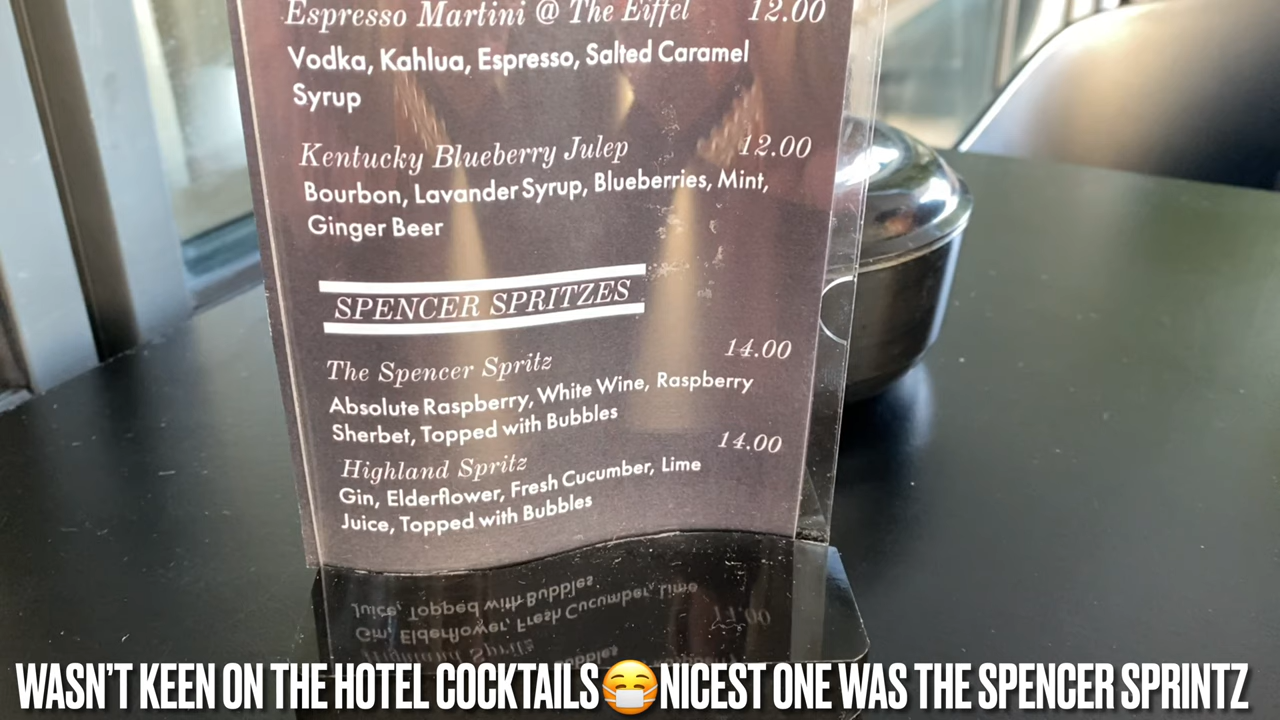 Espresso Martini @ The Eiffel 12.00
Vodka, Kahlua, Espresso, Salted Caramel
Syrup
Kentucky Blueberry Julep 12.00
Bourbon, Lavander Syrup, Blueberries, Mint,
Ginger Beer
SPENCER SPRITZES
The Spencer Spritz 14.00
Absolute Raspberry, White Wine, Raspberry
Sherbet, Topped with Bubbles
Highland Spritz 14.00
Gin, Elderflower, Fresh Cucumber, Lime
Juice, Topped with Bubbles
WASN'T KEEN ON THE HOTEL COCKTAILS😷NICEST ONE WAS THE SPENCER SPRINTZ